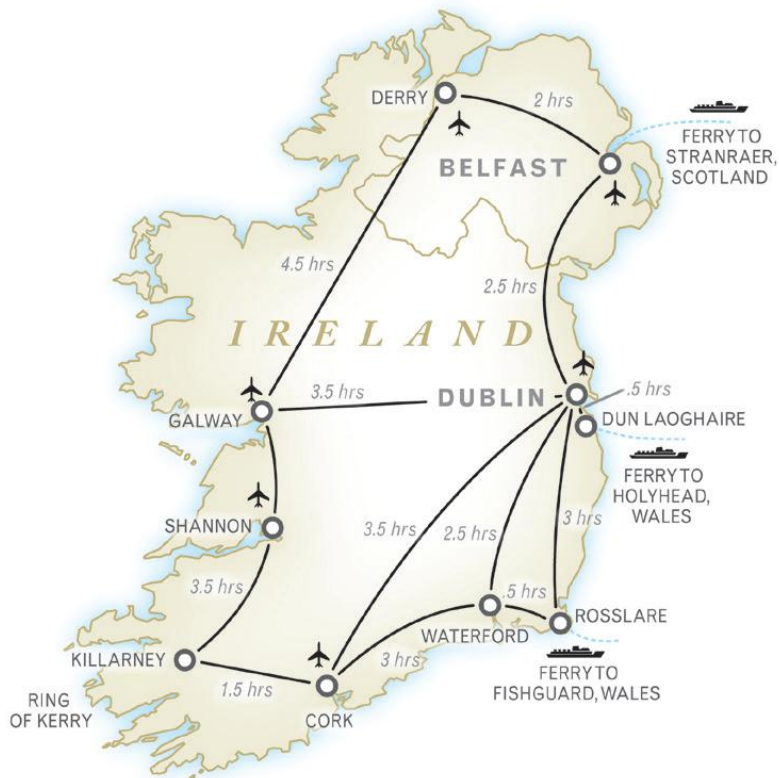 DERRY
2 hrs
FERRY TO
STRANRAER,
SCOTLAND
BELFAST
4.5 hrs
2.5 hrs
IRELAND
3.5 hrs
DUBLIN
.5 hrs
GALWAY
DUN LAOGHAIRE
FERRY TO
HOLYHEAD,
WALES
SHANNON
3.5 hrs
2.5 hrs
3 hrs
3.5 hrs
.5 hrs
ROSSLARE
WATERFORD
KILLARNEY
3 hrs
FERRY TO
FISHGUARD, WALES
1.5 hrs
RING
OF KERRY
CORK